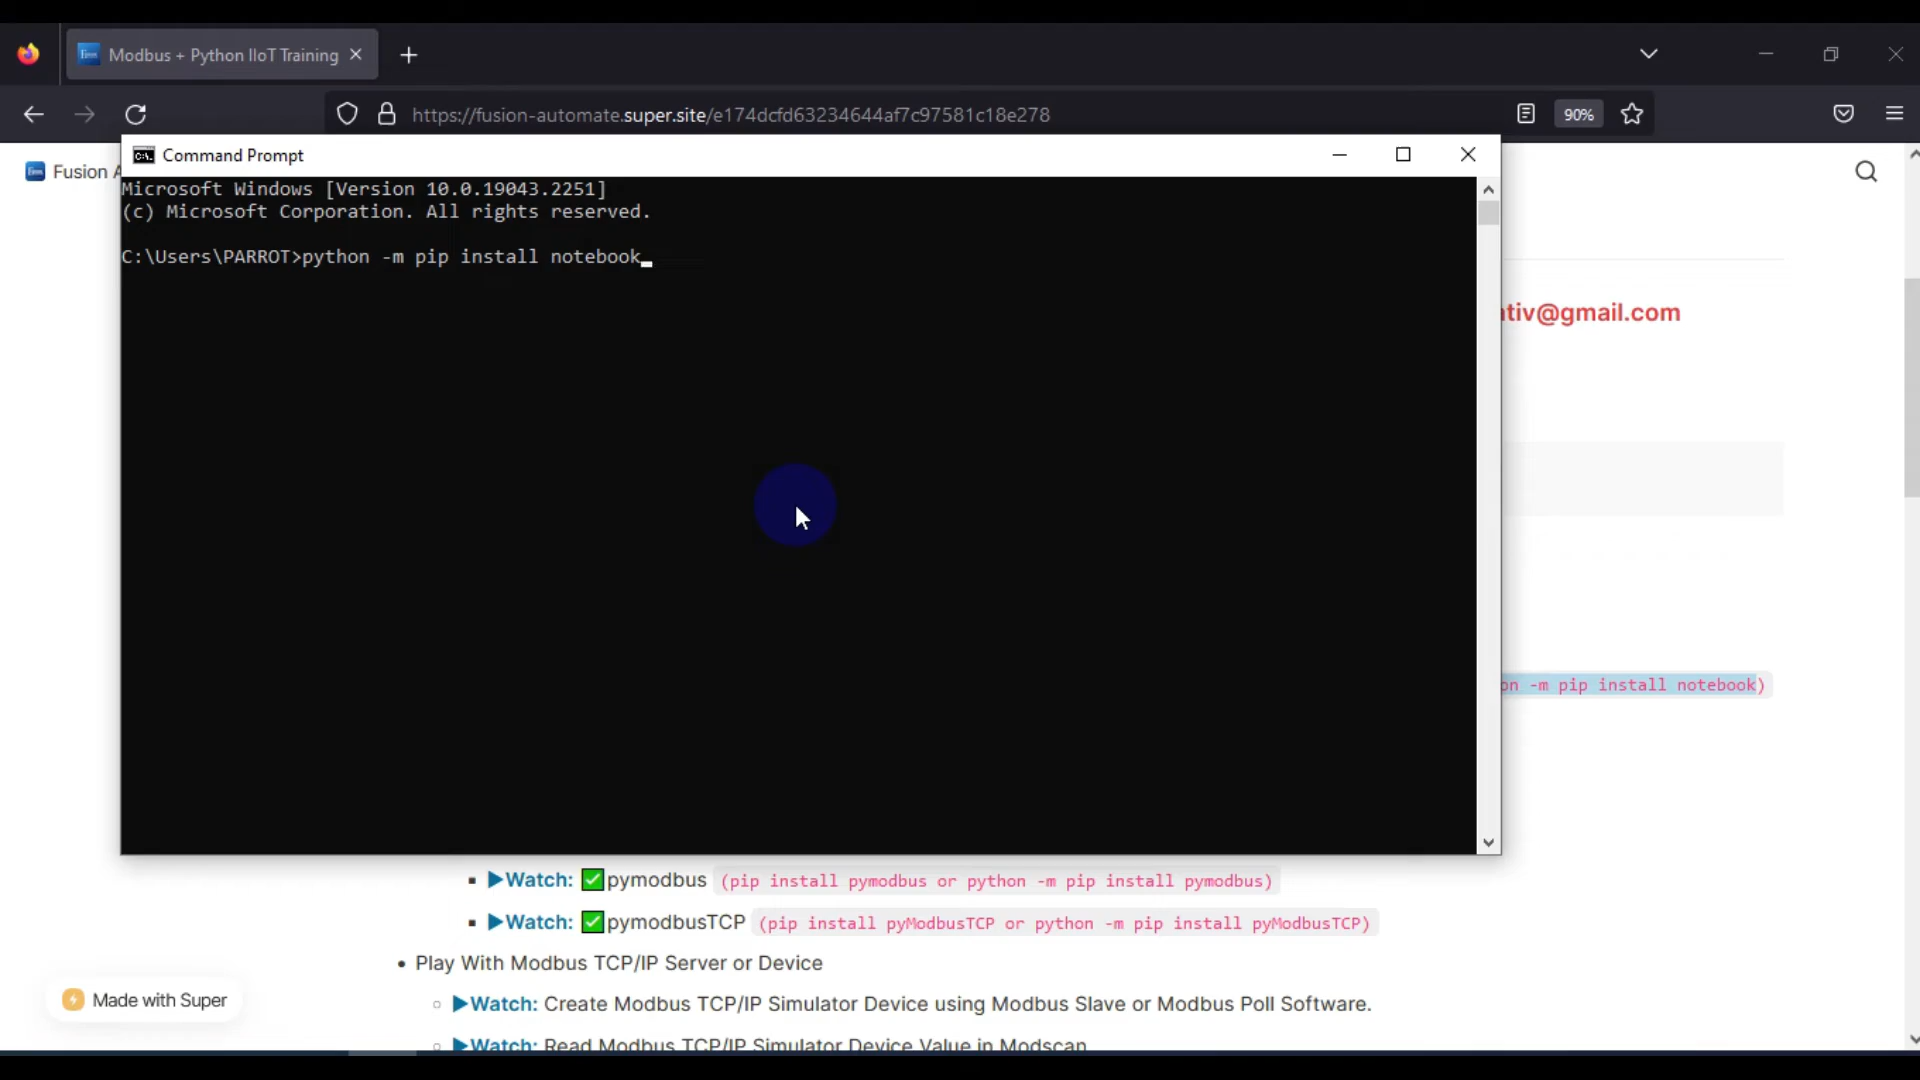 Modbus + Python IIoT Training
https://fusion-automate.super.site/e174dcfd63234644af7c97581c18e278
90%
Command Prompt
Fusion A
Microsoft Windows [Version 10.0.19043.2251]
(c) Microsoft Corporation. All rights reserved.
C:\Users\PARROT>python -m pip install notebook
ativ@gmail.com
on -m pip install notebook)
▶Watch: ✅pymodbus (pip install pymodbus or python -m pip install pymodbus)
▶Watch: ✅pymodbusTCP (pip install pyModbusTCP or python -m pip install pyModbusTCP)
• Play With Modbus TCP/IP Server or Device
Made with Super
▶Watch: Create Modbus TCP/IP Simulator Device using Modbus Slave or Modbus Poll Software.
▶Watch: Read Modbus TCP/IP Simulator Device Value in Modscan